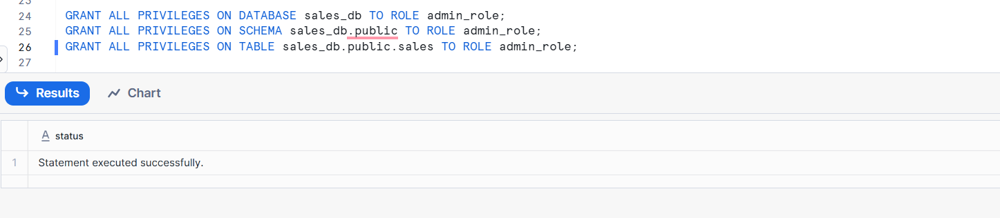 23
24 GRANT ALL PRIVILEGES ON DATABASE sales_db TO ROLE admin_role;
25 GRANT ALL PRIVILEGES ON SCHEMA sales_db.public TO ROLE admin_role;
26 GRANT ALL PRIVILEGES ON TABLE sales_db.public.sales TO ROLE admin_role;
27
Results Chart
A status
1 Statement executed successfully.